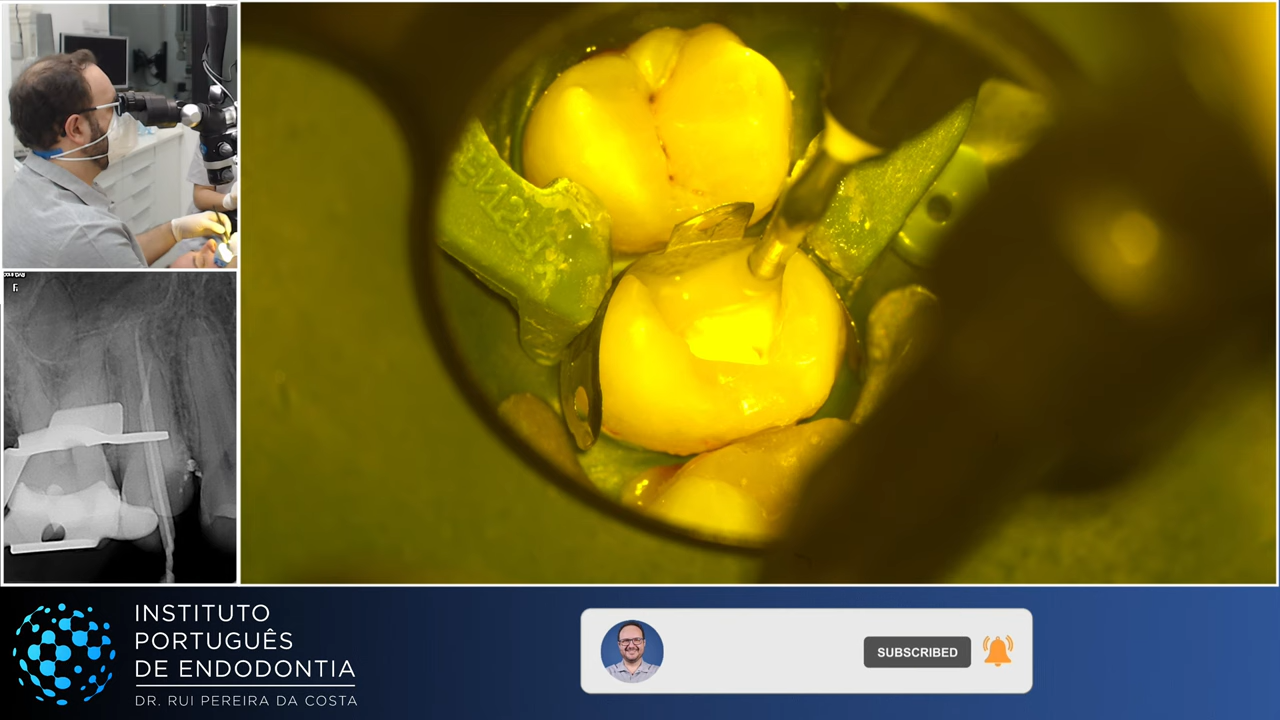 INSTITUTO
PORTUGUÊS
DE ENDODONTIA
DR. RUI PEREIRA DA COSTA
SUBSCRIBED